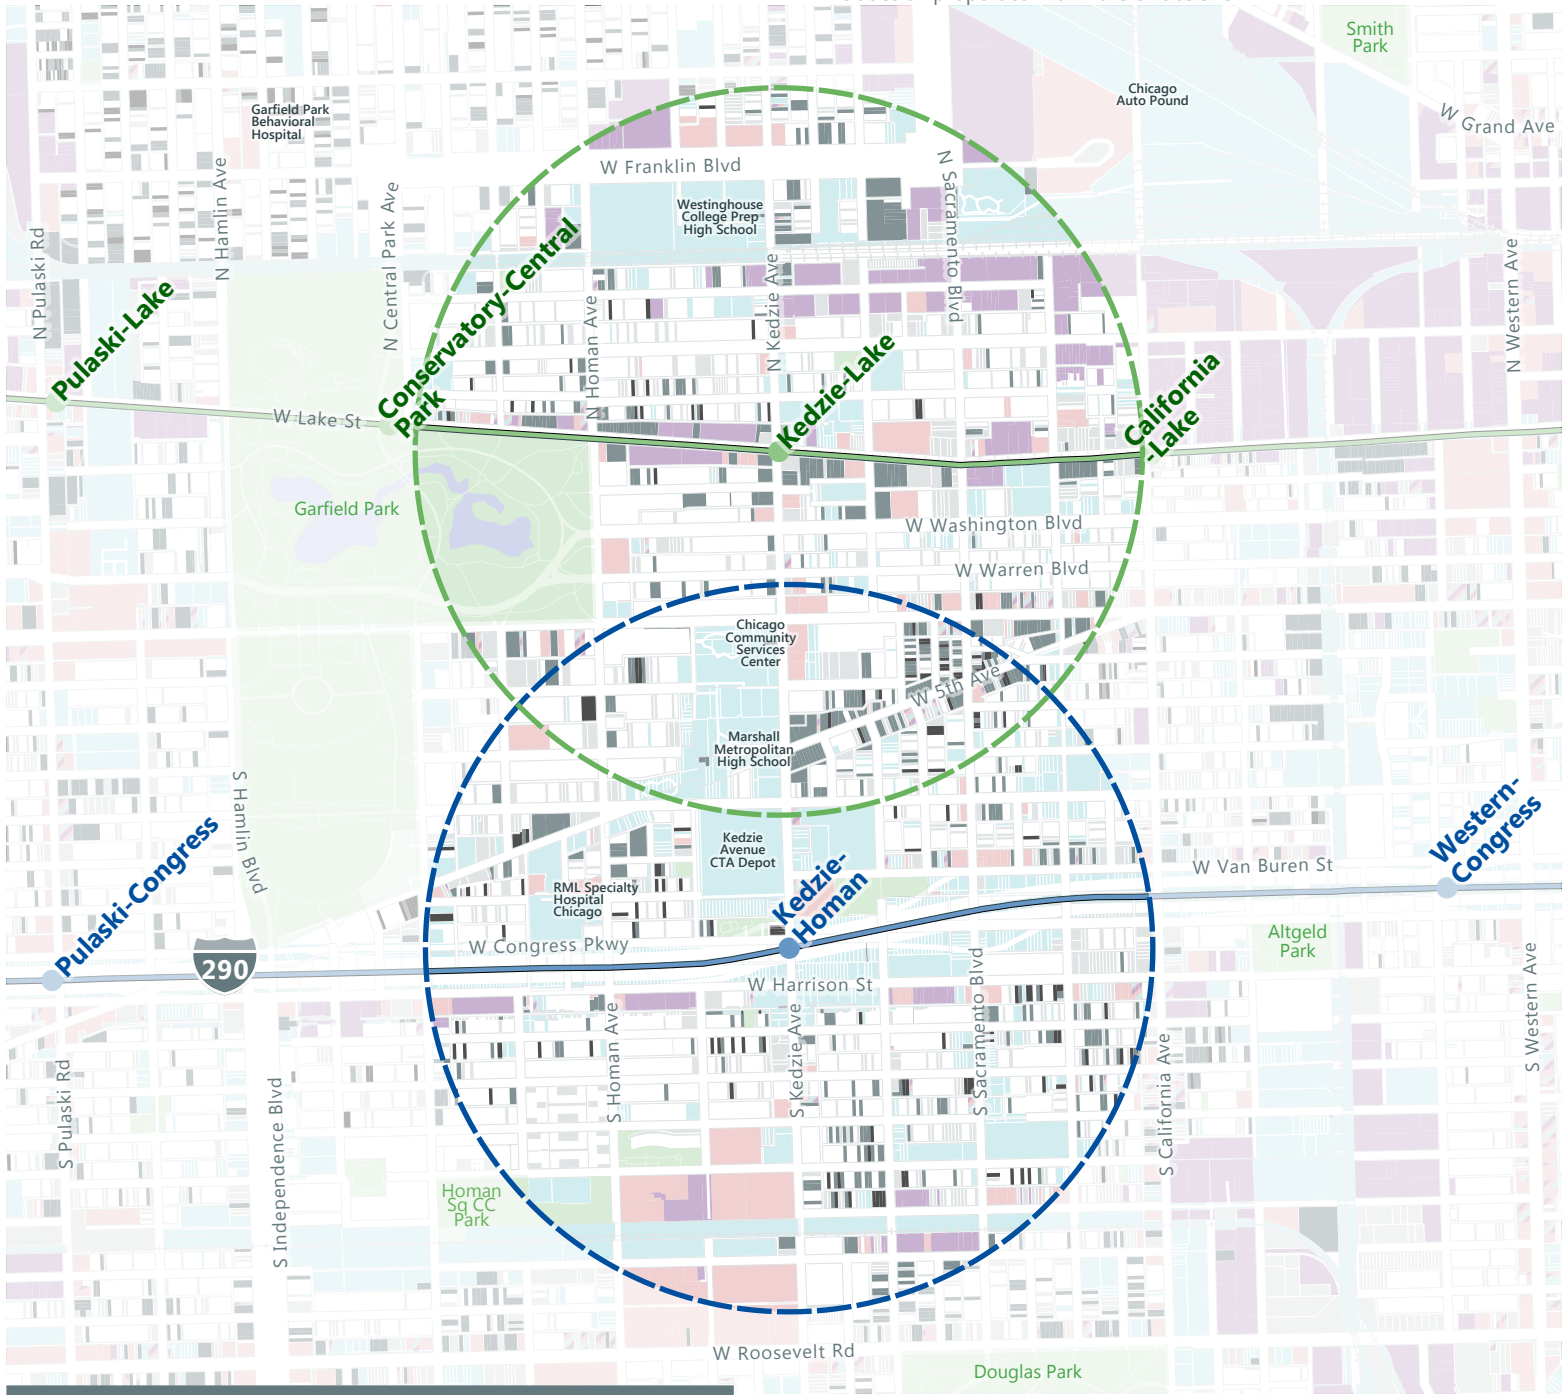 Smith
Park
Chicago
Auto Pound
Garfield Park
Behavioral
Hospital
W Grand Ave
W Franklin Blvd
N Hamlin Ave
N Central Park Ave
N Sacramento Blvd
Westinghouse
College Prep
High School
N Pulaski Rd
N Western Ave
Pulaski-Lake
Conservatory-Central
Park
N Homan Ave
N Kedzie Ave
Kedzie-Lake
California
-Lake
W Lake St
Garfield Park
W Washington Blvd
W Warren Blvd
Chicago
Community
Services
Center
W 5th Ave
Marshall
Metropolitan
High School
S Hamlin Blvd
Pulaski-Congress
Kedzie
Avenue
CTA Depot
Western-
Congress
W Van Buren St
RML Specialty
Hospital
Chicago
Kedzie-
Homan
W Congress Pkwy
290
Altgeld
Park
W Harrison St
S Western Ave
S Pulaski Rd
S Independence Blvd
S Homan Ave
S Kedzie Ave
S Sacramento Blvd
S California Ave
Homan
Sq CC
Park
W Roosevelt Rd
Douglas Park